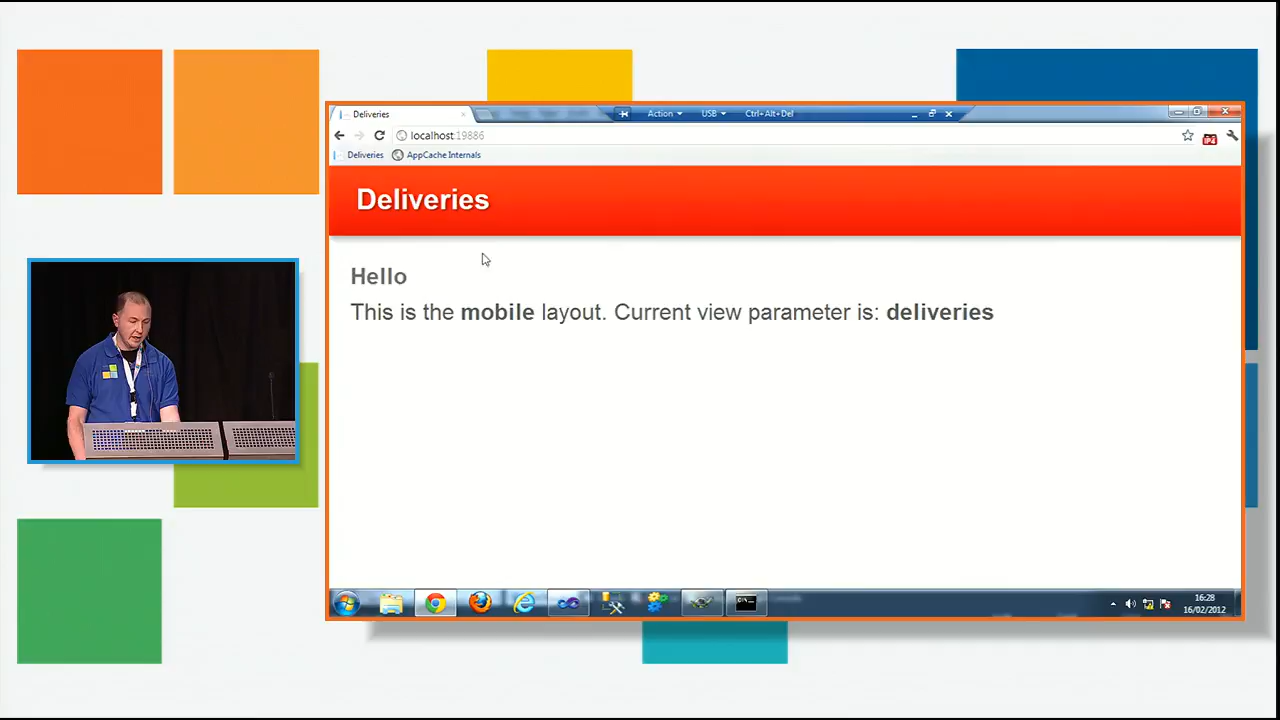 Deliveries
Action
USB
Ctrl+Alt+Del
localhost:19886
Deliveries
AppCache Internals
Deliveries
Hello
This is the mobile layout. Current view parameter is: deliveries
16:28
16/02/2012